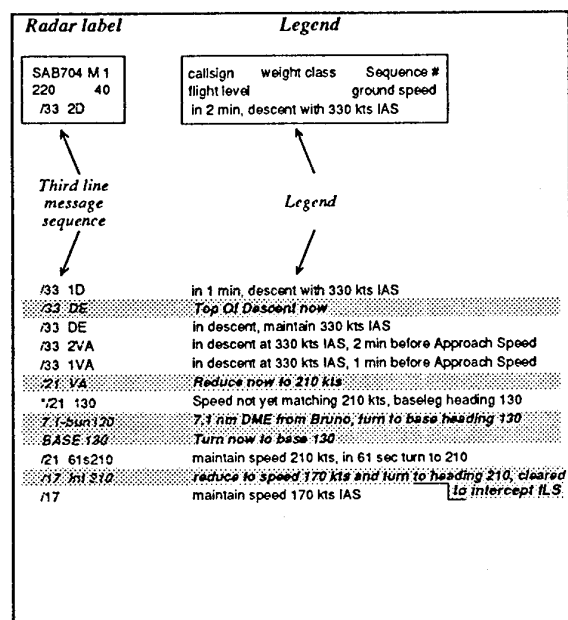 Radar label Legend
SAB704 M 1 callsign weight class Sequence #
220 40 flight level ground speed
/33 2D in 2 min, descent with 330 kts IAS
Third line
message
sequence
Legend
/33 1D in 1 min, descent with 330 kts IAS
/33 DE Top Of Descent now
/33 DE in descent, maintain 330 kts IAS
/33 2VA in descent at 330 kts IAS, 2 min before Approach Speed
/33 1VA in descent at 330 kts IAS, 1 min before Approach Speed
/21 VA Reduce now to 210 kts
*/21 130 Speed not yet matching 210 kts, baseleg heading 130
7.1-bun120 7.1 nm DME from Bruno, turn to base heading 130
BASE 130 Turn now to base 130
/21 61s210 maintain speed 210 kts, in 61 sec turn to 210
/17 Int 210 reduce to speed 170 kts and turn to heading 210, cleared
to intercept ILS
/17 maintain speed 170 kts IAS